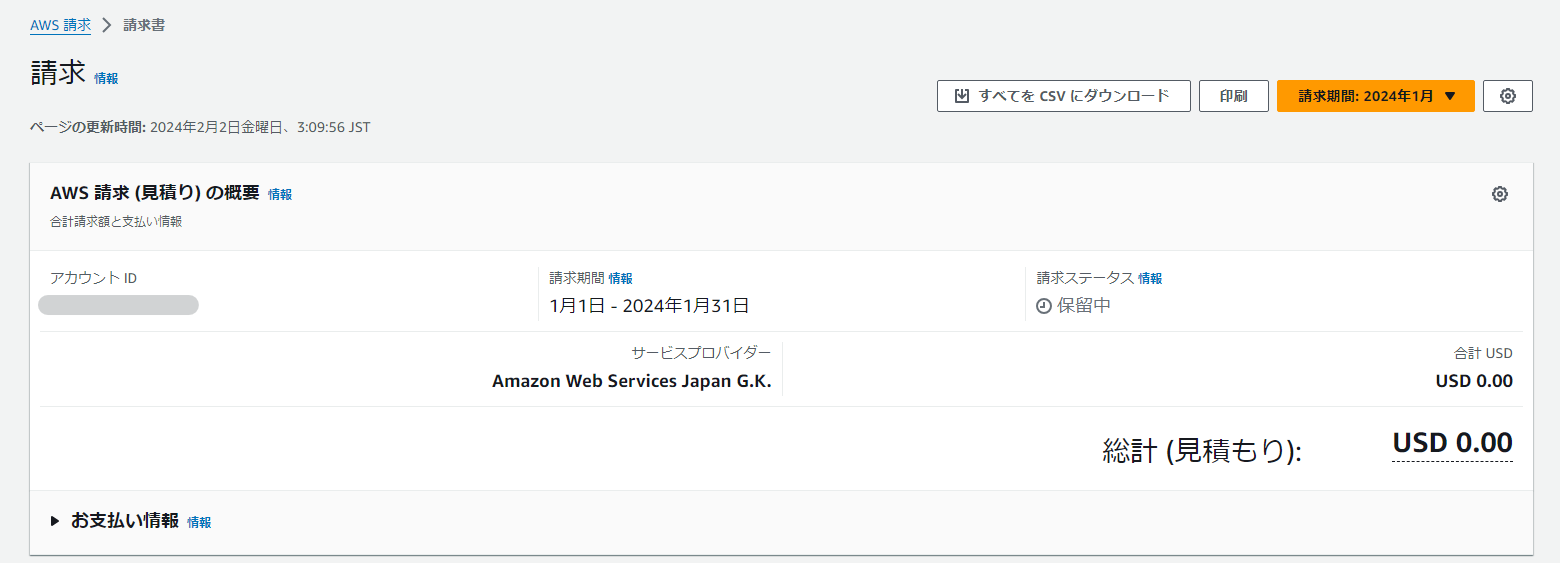 AWS 請求 > 請求書
請求 情報
すべてを CSV にダウンロード 印刷 請求期間: 2024年1月
ページの更新時間: 2024年2月2日金曜日、3:09:56 JST
AWS 請求 (見積り) の概要 情報
合計請求額と支払い情報
アカウント ID
請求期間 情報
1月1日 - 2024年1月31日
請求ステータス 情報
保留中
サービスプロバイダー
Amazon Web Services Japan G.K.
合計 USD
USD 0.00
総計 (見積もり): USD 0.00
お支払い情報 情報